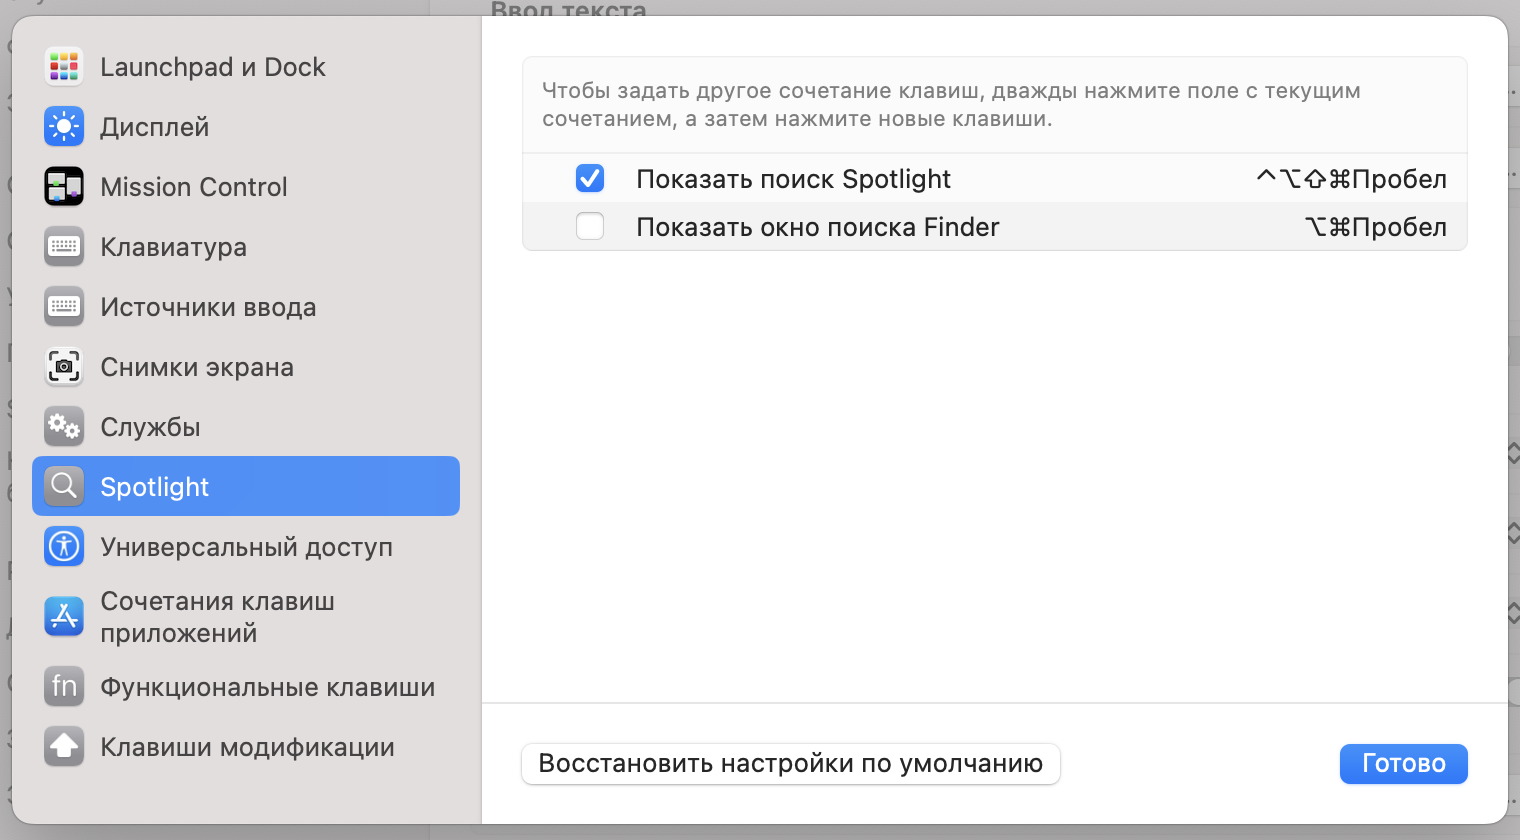 Ввод текста
Launchpad и Dock
Дисплей
Mission Control
Клавиатура
Источники ввода
Снимки экрана
Службы
Spotlight
Универсальный доступ
Сочетания клавиш
приложений
fn Функциональные клавиши
Клавиши модификации
Чтобы задать другое сочетание клавиш, дважды нажмите поле с текущим
сочетанием, а затем нажмите новые клавиши.
Показать поиск Spotlight ^⌥⇧⌘Пробел
Показать окно поиска Finder ⌥⌘Пробел
Восстановить настройки по умолчанию
Готово